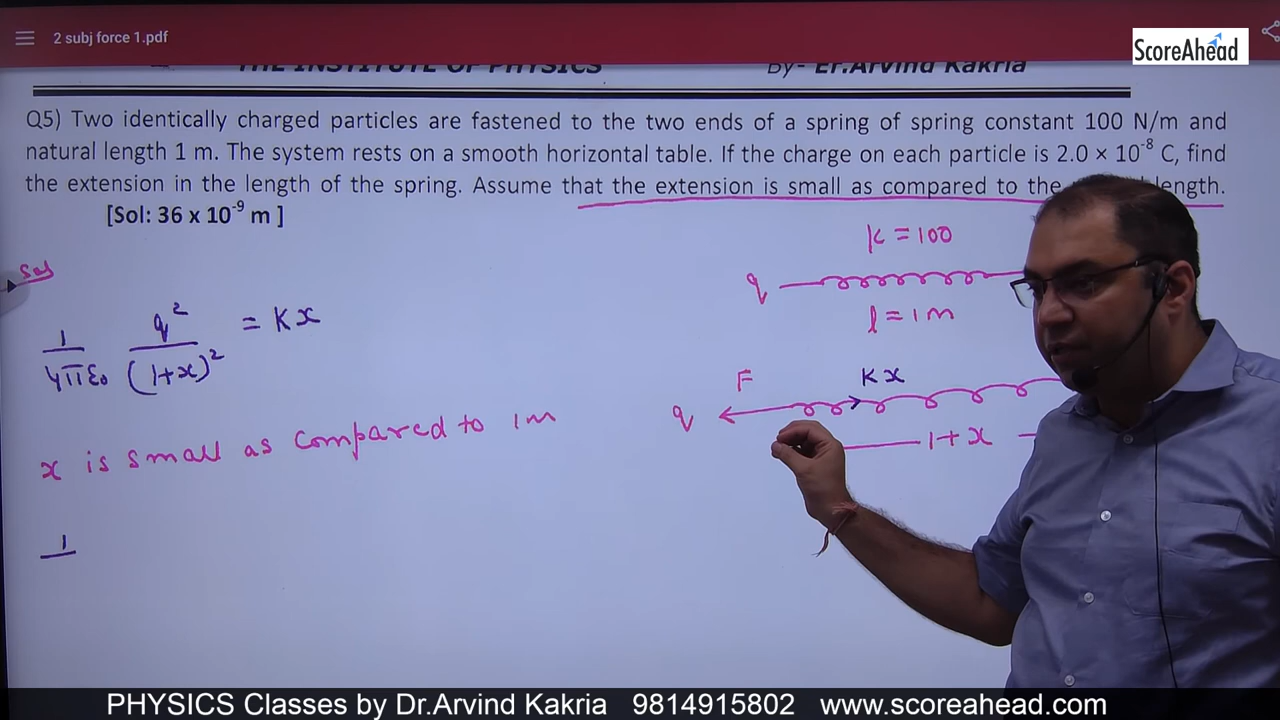 2 subj force 1.pdf
ScoreAhead
THE INSTITUTE OF PHYSICS By- Er.Arvind Kakria
Q5) Two identically charged particles are fastened to the two ends of a spring of spring constant 100 N/m and
natural length 1 m. The system rests on a smooth horizontal table. If the charge on each particle is 2.0 × 10⁻⁸ C, find
the extension in the length of the spring. Assume that the extension is small as compared to the length.
[Sol: 36 x 10⁻⁹ m ]
Sol
K = 100
q
l = 1m
1/4πε₀ q²/(1+x)² = Kx
F Kx
q
1+x
x is small as compared to 1m
1
PHYSICS Classes by Dr.Arvind Kakria 9814915802 www.scoreahead.com